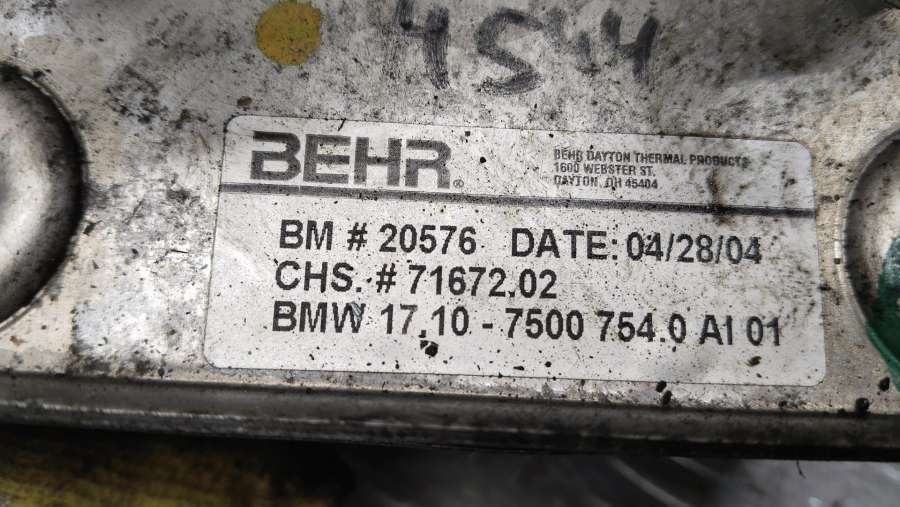 4544
BEHR®
BEHR DAYTON THERMAL PRODUCTS
1600 WEBSTER ST.
DAYTON, OH 45404
BM # 20576 DATE: 04/28/04
CHS. # 71672.02
BMW 17.10 - 7500 754.0 AI 01